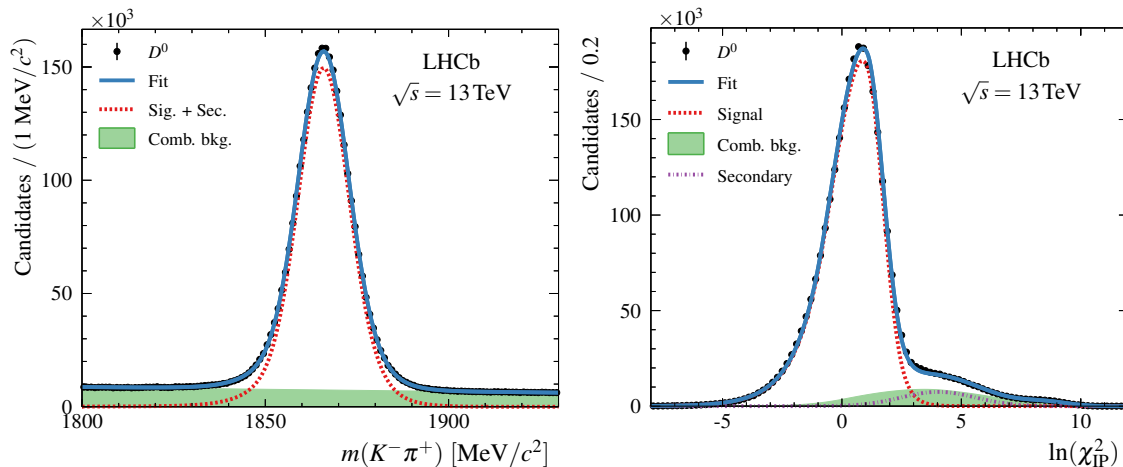 ×10³
Candidates / (1 MeV/c²)
150
100
50
0
D⁰
Fit
Sig. + Sec.
Comb. bkg.
LHCb
√s = 13 TeV
1800
1850
1900
m(K⁻π⁺) [MeV/c²]
×10³
Candidates / 0.2
150
100
50
0
D⁰
Fit
Signal
Comb. bkg.
Secondary
LHCb
√s = 13 TeV
−5
0
5
10
ln(χ²_IP)